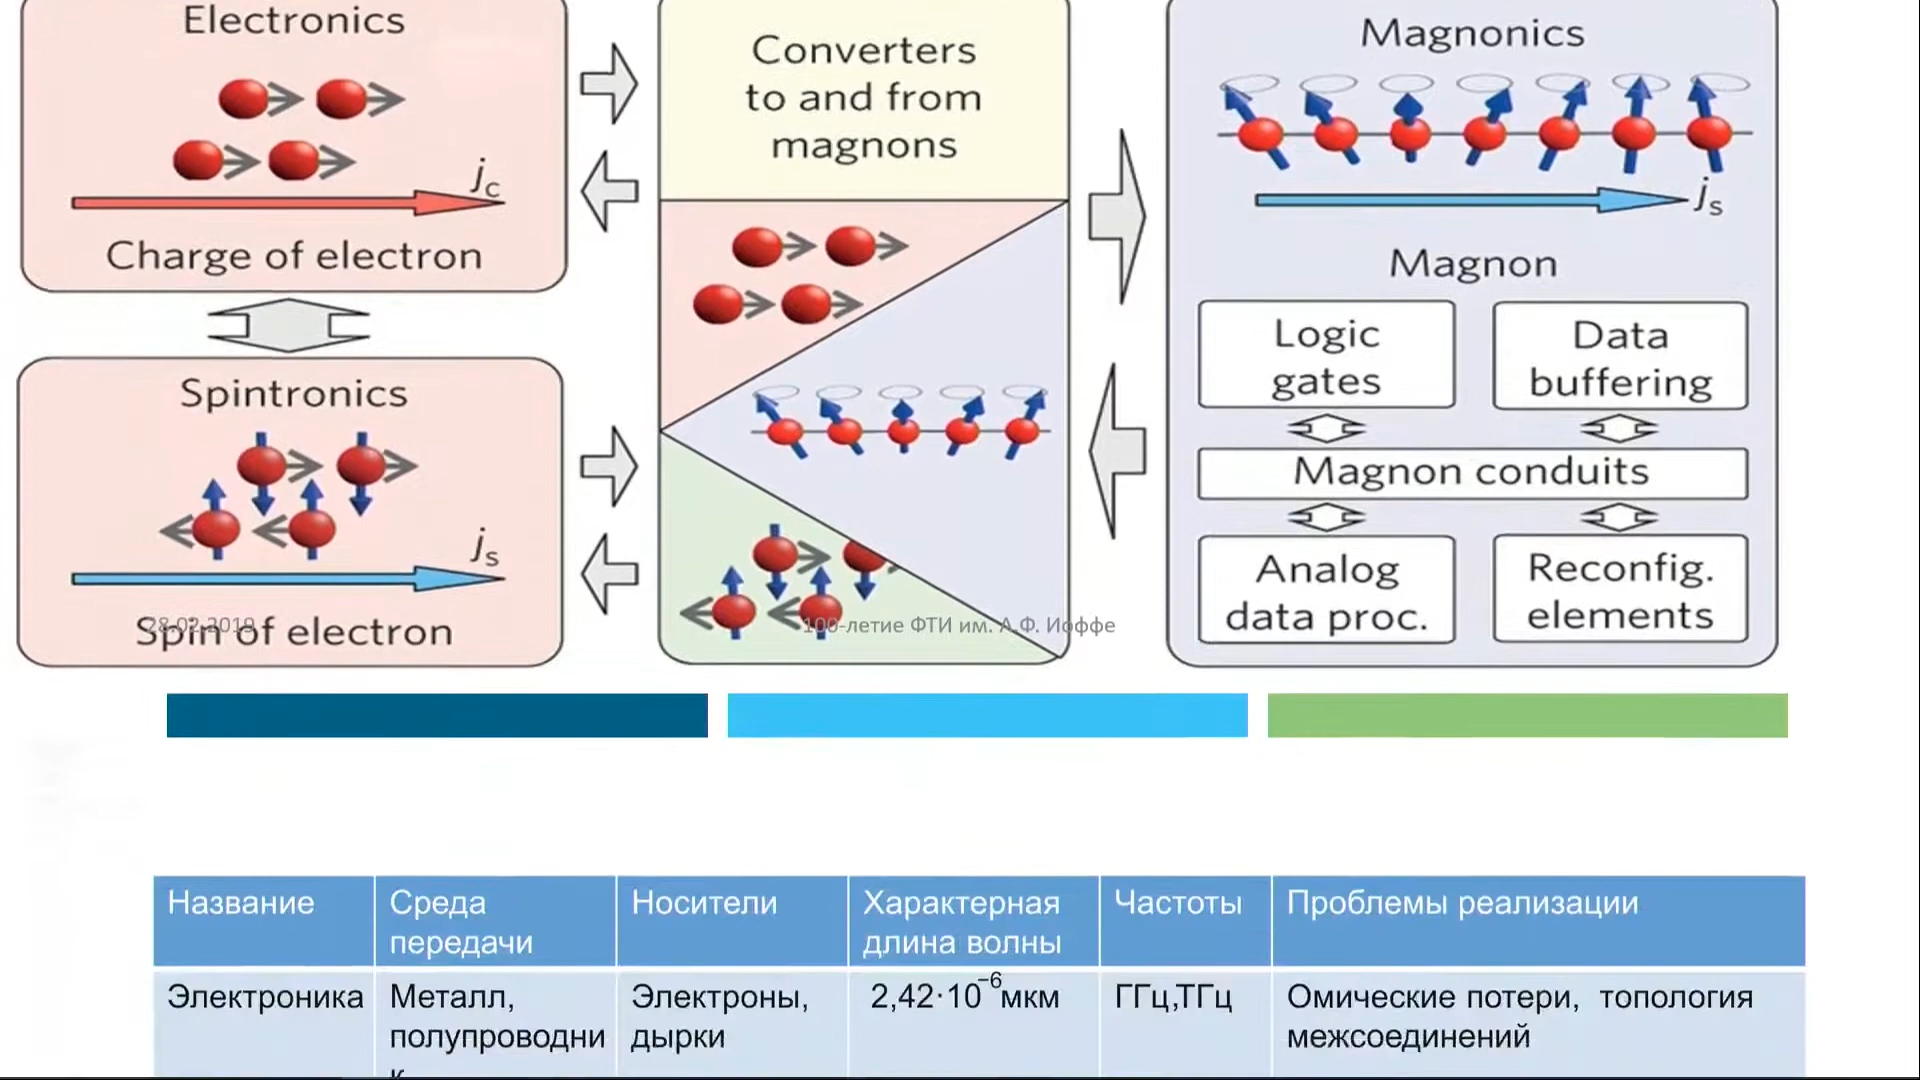 Electronics
jc
Charge of electron
Spintronics
js
Spin of electron
28.02.2019
Converters
to and from
magnons
100-летие ФТИ им. А.Ф. Иоффе
Magnonics
js
Magnon
Logic
gates
Data
buffering
Magnon conduits
Analog
data proc.
Reconfig.
elements
Название
Среда
передачи
Носители
Характерная
длина волны
Частоты
Проблемы реализации
Электроника
Металл,
полупроводни
к
Электроны,
дырки
2,42·10⁻⁶мкм
ГГц,ТГц
Омические потери, топология
межсоединений